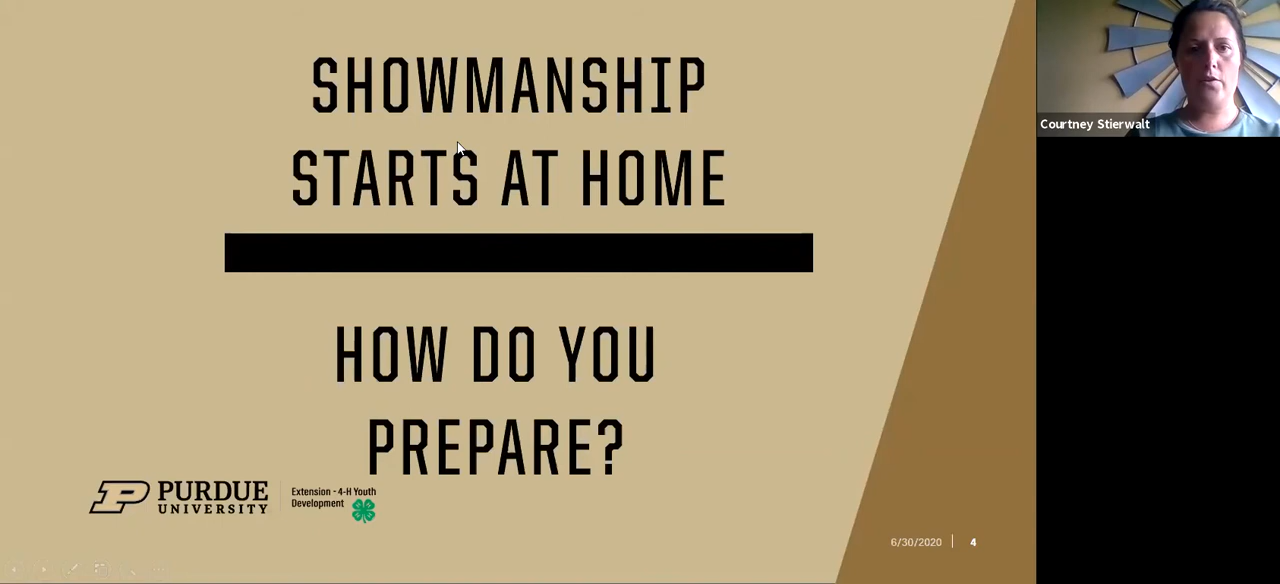 SHOWMANSHIP
STARTS AT HOME
HOW DO YOU
PREPARE?
PURDUE
UNIVERSITY
Extension - 4-H Youth
Development
6/30/2020
4
Courtney Stierwalt